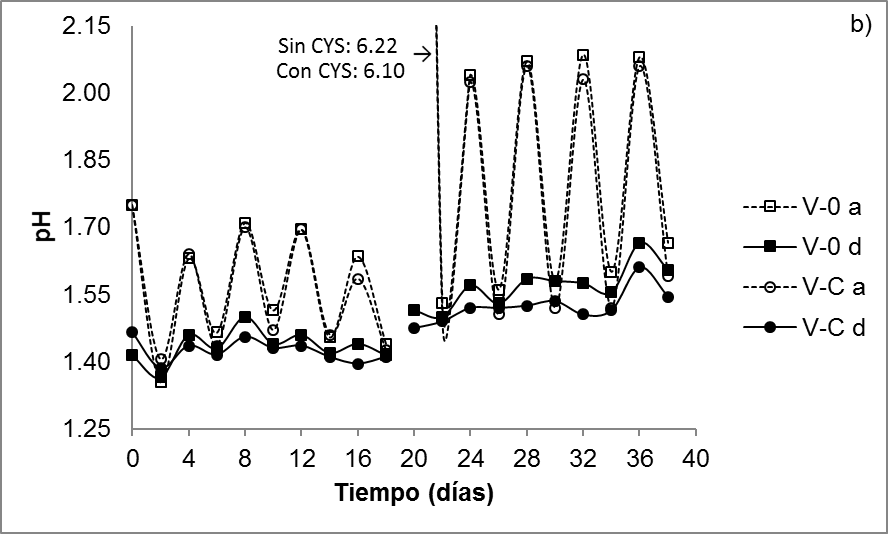 b)
Sin CYS: 6.22
Con CYS: 6.10
2.15
2.00
1.85
1.70
1.55
1.40
1.25
pH
0 4 8 12 16 20 24 28 32 36 40
Tiempo (días)
V-0 a
V-0 d
V-C a
V-C d